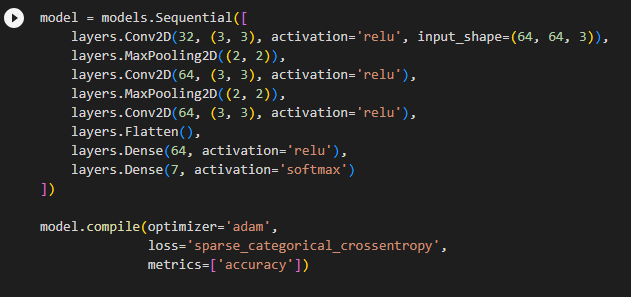 model = models.Sequential([
    layers.Conv2D(32, (3, 3), activation='relu', input_shape=(64, 64, 3)),
    layers.MaxPooling2D((2, 2)),
    layers.Conv2D(64, (3, 3), activation='relu'),
    layers.MaxPooling2D((2, 2)),
    layers.Conv2D(64, (3, 3), activation='relu'),
    layers.Flatten(),
    layers.Dense(64, activation='relu'),
    layers.Dense(7, activation='softmax')
])

model.compile(optimizer='adam',
              loss='sparse_categorical_crossentropy',
              metrics=['accuracy'])